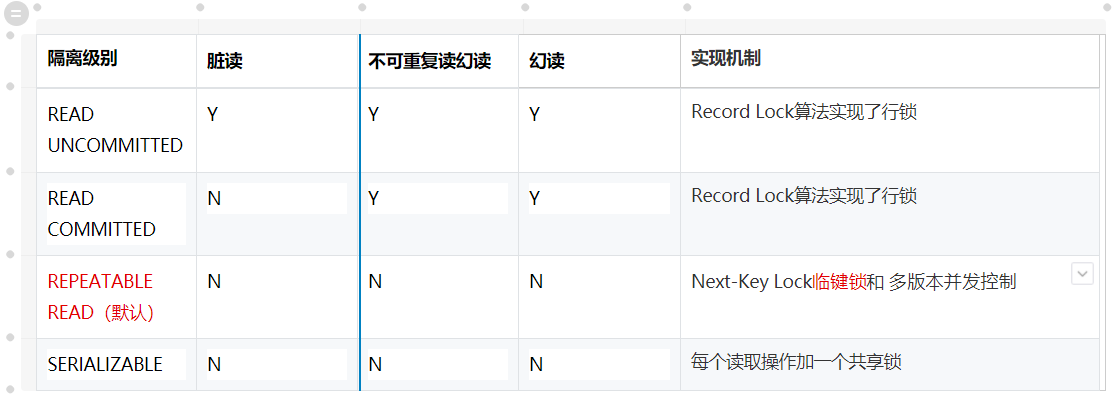 隔离级别 脏读 不可重复读幻读 幻读 实现机制
READ UNCOMMITTED Y Y Y Record Lock算法实现了行锁
READ COMMITTED N Y Y Record Lock算法实现了行锁
REPEATABLE READ（默认） N N N Next-Key Lock临键锁和 多版本并发控制
SERIALIZABLE N N N 每个读取操作加一个共享锁